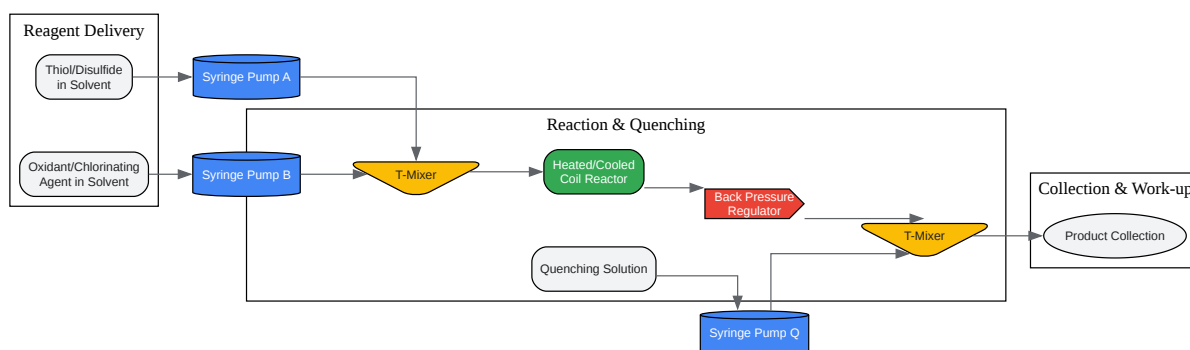 Reagent Delivery
Thiol/Disulfide
in Solvent
Syringe Pump A
Reaction & Quenching
Oxidant/Chlorinating
Agent in Solvent
Syringe Pump B
T-Mixer
Heated/Cooled
Coil Reactor
Back Pressure
Regulator
T-Mixer
Collection & Work-up
Product Collection
Quenching Solution
Syringe Pump Q